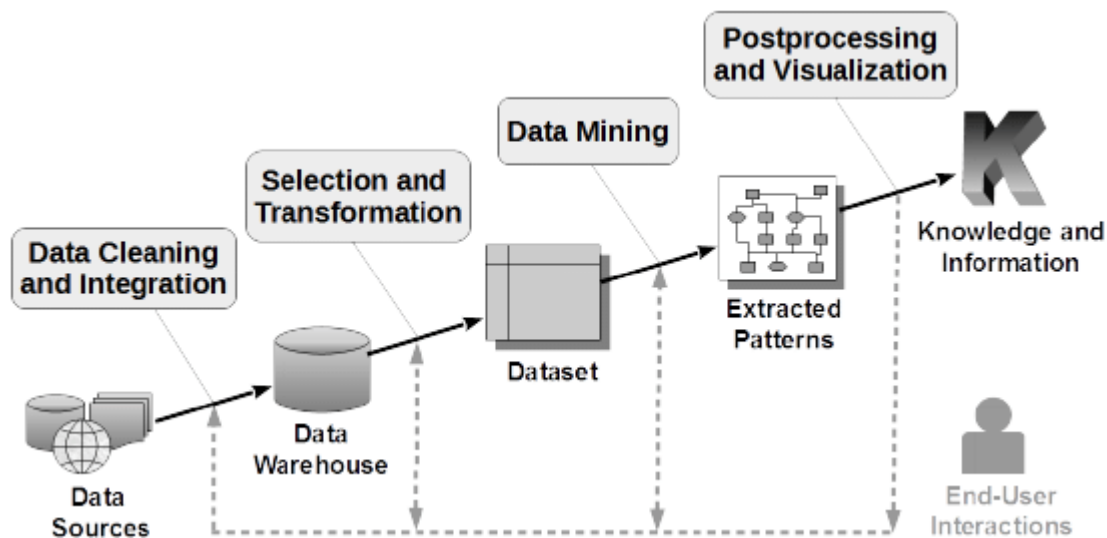 Postprocessing
and Visualization
Data Mining
Selection and
Transformation
Data Cleaning
and Integration
K
Knowledge and
Information
Extracted
Patterns
Dataset
Data
Warehouse
Data
Sources
End-User
Interactions